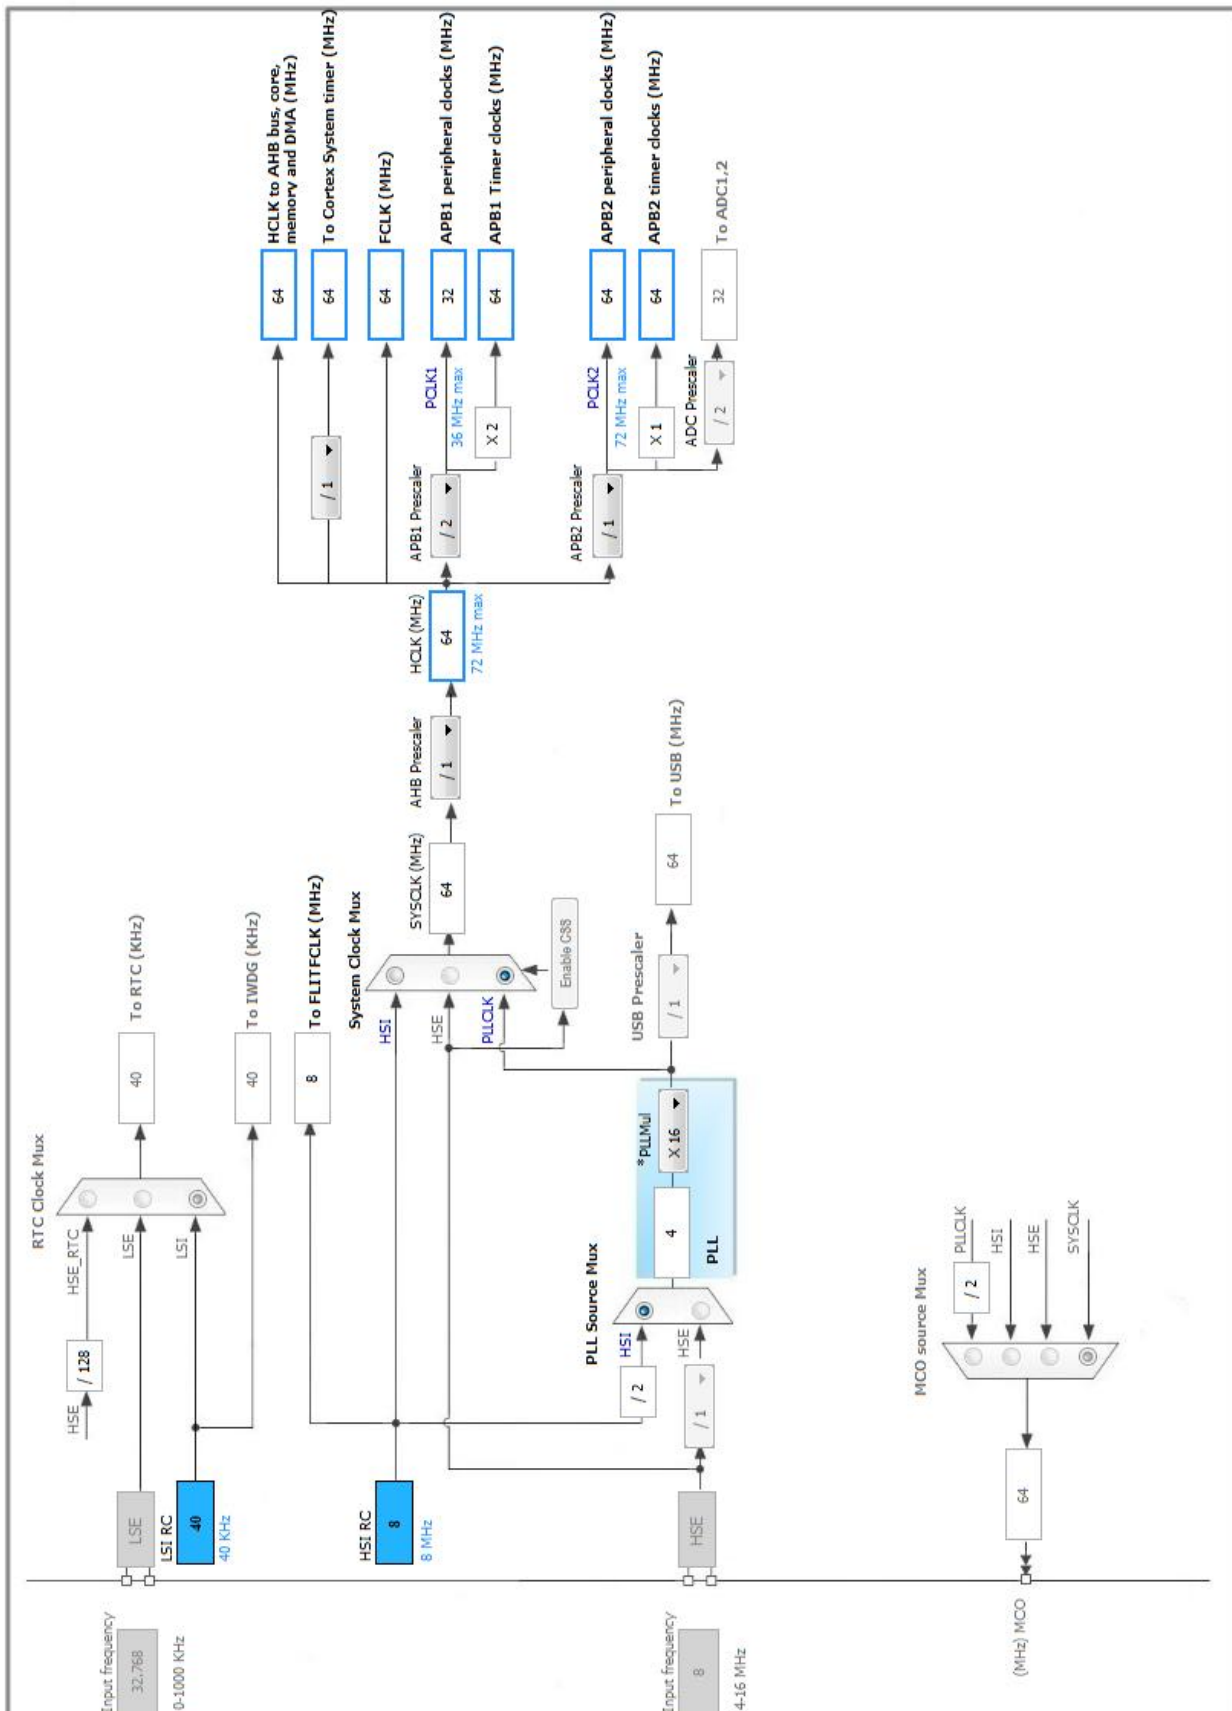 RTC Clock Mux
HSE
/ 128
HSE_RTC
Input frequency
32.768
0-1000 KHz
LSE
LSE
40
To RTC (KHz)
LSI RC
40
40 KHz
LSI
40
To IWDG (KHz)
8
To FLITFCLK (MHz)
HSI RC
8
8 MHz
System Clock Mux
HSI
HSE
PLLCLK
Enable CSS
SYSCLK (MHz)
64
AHB Prescaler
/ 1
HCLK (MHz)
64
72 MHz max
64
HCLK to AHB bus, core,
memory and DMA (MHz)
/ 1
64
To Cortex System timer (MHz)
64
FCLK (MHz)
APB1 Prescaler
/ 2
PCLK1
36 MHz max
32
APB1 peripheral clocks (MHz)
X 2
64
APB1 Timer clocks (MHz)
APB2 Prescaler
/ 1
PCLK2
72 MHz max
64
APB2 peripheral clocks (MHz)
X 1
64
APB2 timer clocks (MHz)
ADC Prescaler
/ 2
32
To ADC1,2
PLL Source Mux
/ 2
HSI
Input frequency
8
4-16 MHz
HSE
/ 1
HSE
4
*PLLMul
X 16
PLL
USB Prescaler
/ 1
64
To USB (MHz)
MCO source Mux
(MHz) MCO
64
/ 2
PLLCLK
HSI
HSE
SYSCLK